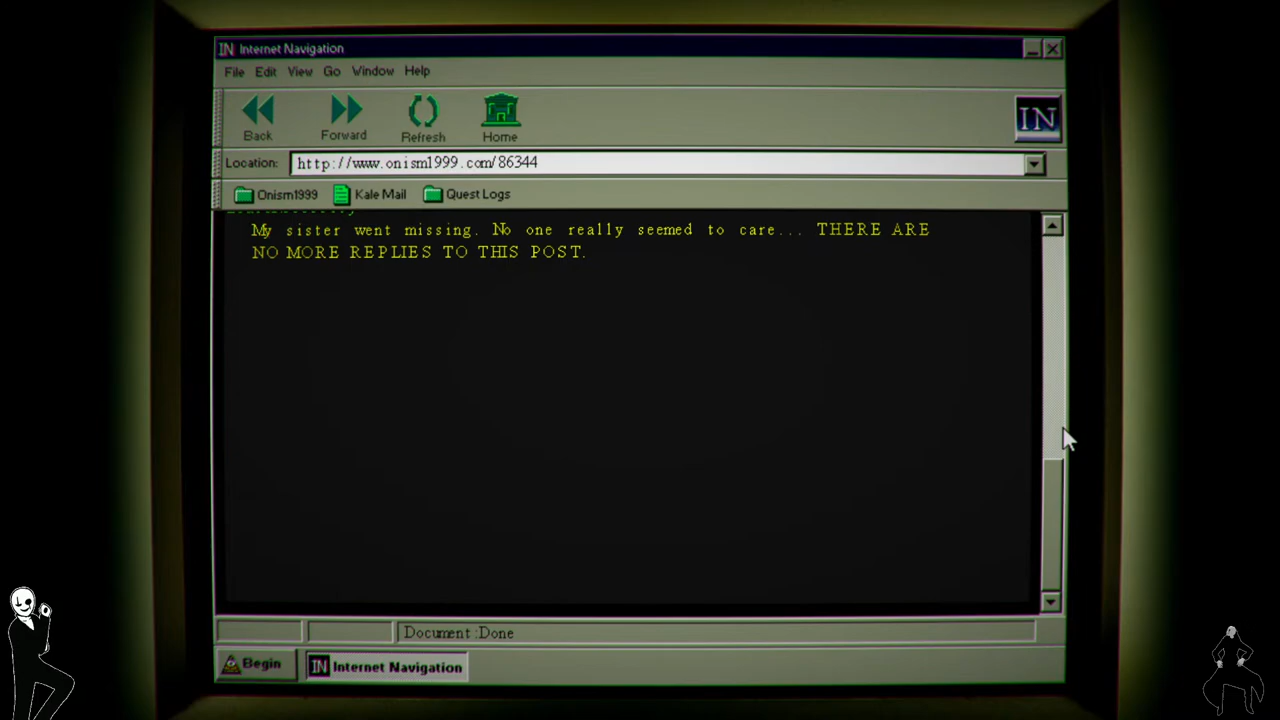 IN Internet Navigation
File Edit View Go Window Help
Back Forward Refresh Home
IN
Location: http://www.onism1999.com/86344
Onism1999 Kale Mail Quest Logs
My sister went missing. No one really seemed to care... THERE ARE
NO MORE REPLIES TO THIS POST.
Document :Done
Begin IN Internet Navigation